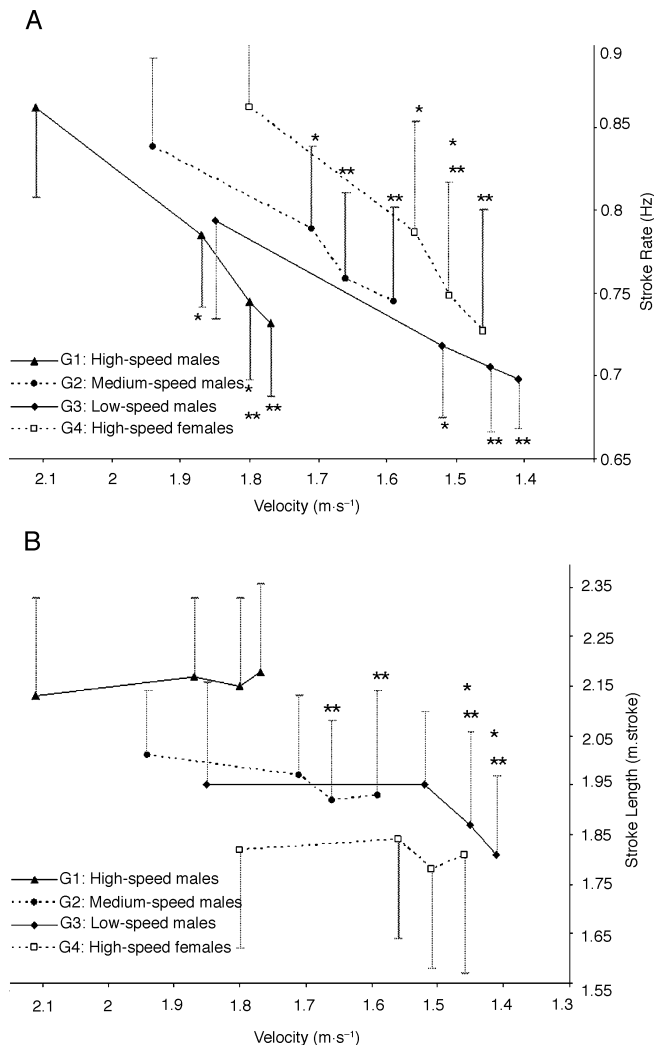 A
0.9
*
*
*
0.85
** ** **
**
0.8
Stroke Rate (Hz)
0.75
*
G1: High-speed males
G2: Medium-speed males
*
0.7
G3: Low-speed males
** **
*
G4: High-speed females
** **
0.65
2.1 2 1.9 1.8 1.7 1.6 1.5 1.4
Velocity (m·s⁻¹)
B
2.35
2.25
2.15
** *
** **
*
**
2.05
1.95
Stroke Length (m.stroke)
1.85
G1: High-speed males
1.75
G2: Medium-speed males
G3: Low-speed males
1.65
G4: High-speed females
1.55
2.1 2 1.9 1.8 1.7 1.6 1.5 1.4 1.3
Velocity (m·s⁻¹)